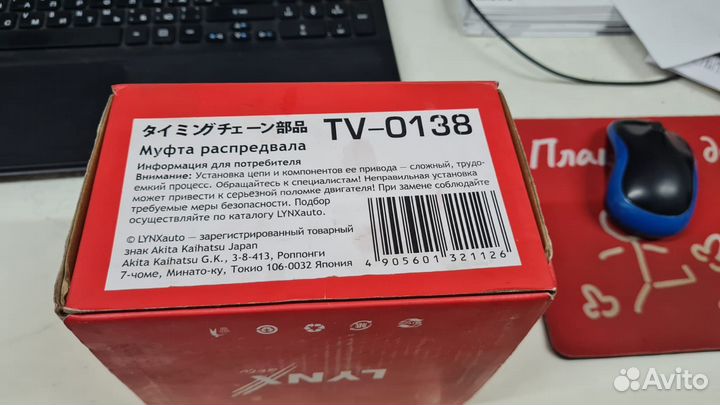 タイミングチェーン部品 TV-0138
Муфта распредвала
Информация для потребителя
Внимание: Установка цепи и компонентов ее привода – сложный, трудо-
емкий процесс. Обращайтесь к специалистам! Неправильная установка
может привести к серьезной поломке двигателя! При замене соблюдайте
требуемые меры безопасности. Подбор
осуществляйте по каталогу LYNXauto.
© LYNXauto – зарегистрированный товарный
знак Akita Kaihatsu Japan
Akita Kaihatsu G.K., 3-8-413, Роппонги
7-чоме, Минато-ку, Токио 106-0032 Япония
4 905601 321126
LYNX
Avito